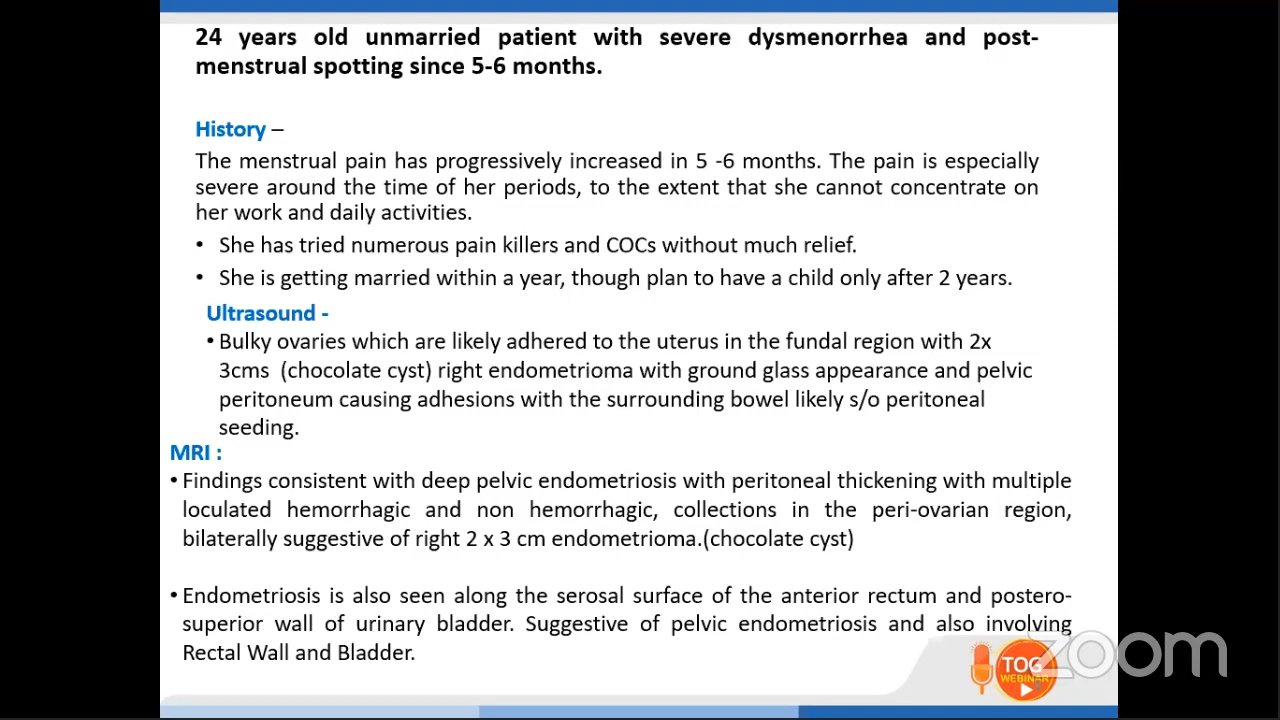 24 years old unmarried patient with severe dysmenorrhea and post-
menstrual spotting since 5-6 months.
History –
The menstrual pain has progressively increased in 5 -6 months. The pain is especially
severe around the time of her periods, to the extent that she cannot concentrate on
her work and daily activities.
• She has tried numerous pain killers and COCs without much relief.
• She is getting married within a year, though plan to have a child only after 2 years.
Ultrasound -
• Bulky ovaries which are likely adhered to the uterus in the fundal region with 2x
3cms (chocolate cyst) right endometrioma with ground glass appearance and pelvic
peritoneum causing adhesions with the surrounding bowel likely s/o peritoneal
seeding.
MRI :
• Findings consistent with deep pelvic endometriosis with peritoneal thickening with multiple
loculated hemorrhagic and non hemorrhagic, collections in the peri-ovarian region,
bilaterally suggestive of right 2 x 3 cm endometrioma.(chocolate cyst)
• Endometriosis is also seen along the serosal surface of the anterior rectum and postero-
superior wall of urinary bladder. Suggestive of pelvic endometriosis and also involving
Rectal Wall and Bladder.
TOG
WEBINAR
zoom